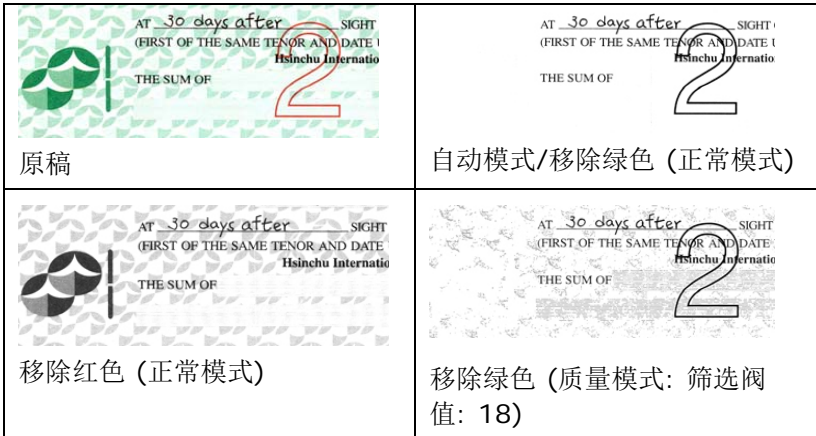 AT 30 days after SIGHT
(FIRST OF THE SAME TENOR AND DATE
Hsinchu Internatio
THE SUM OF
2
原稿
AT 30 days after SIGHT
(FIRST OF THE SAME TENOR AND DATE
Hsinchu Internatio
THE SUM OF
2
自动模式/移除绿色 (正常模式)
AT 30 days after SIGHT
(FIRST OF THE SAME TENOR AND DATE
Hsinchu Internatio
THE SUM OF
移除红色 (正常模式)
AT 30 days after SIGHT
(FIRST OF THE SAME TENOR AND DATE
Hsinchu Internatio
THE SUM OF
2
移除绿色 (质量模式: 筛选阀
值: 18)